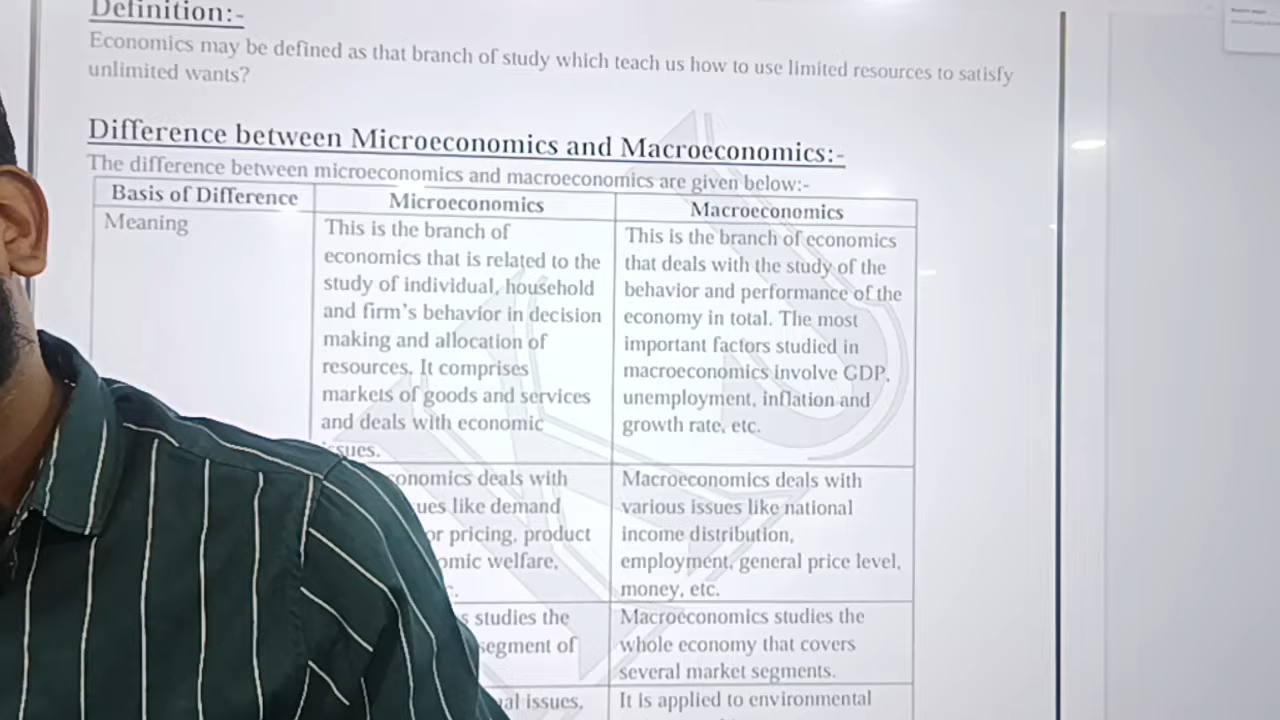 Definition:-
Economics may be defined as that branch of study which teach us how to use limited resources to satisfy
unlimited wants?
Difference between Microeconomics and Macroeconomics:-
The difference between microeconomics and macroeconomics are given below:-
Basis of Difference
Microeconomics
Macroeconomics
Meaning
This is the branch of
economics that is related to the
study of individual, household
and firm's behavior in decision
making and allocation of
resources. It comprises
markets of goods and services
and deals with economic
issues.
This is the branch of economics
that deals with the study of the
behavior and performance of the
economy in total. The most
important factors studied in
macroeconomics involve GDP,
unemployment, inflation and
growth rate, etc.
deals with
like demand
pricing, product
welfare,
Macroeconomics deals with
various issues like national
income distribution,
employment, general price level,
money, etc.
studies the
segment of
Macroeconomics studies the
whole economy that covers
several market segments.
issues,
It is applied to environmental